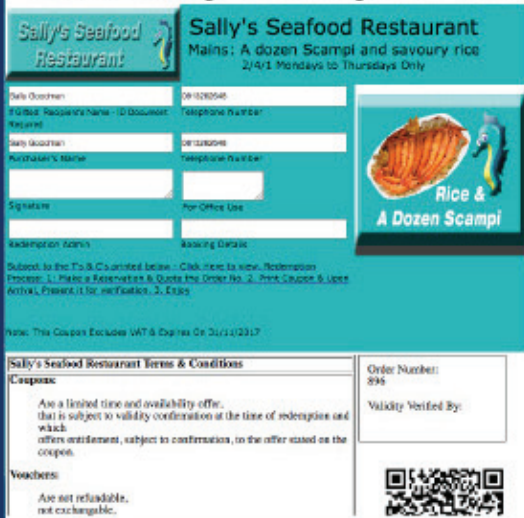 Sally's Seafood
Restaurant
Sally's Seafood Restaurant
Mains: A dozen Scampi and savoury rice
2/4/1 Mondays to
Thursdays Only
Sally Goodman
0913282648
If Gifted: Recipient's Name - ID Document
Required
Telephone Number
Sally Goodman
0913282648
Purchaser's Name
Telephone Number
Signature
For Office Use
Redemption Admin
Booking Details
Rice &
A Dozen Scampi
Subject to the T's & C's printed below - Click Here to view. Redemption
Process: 1: Make a Reservation & Quote the Order No. 2. Print Coupon & Upon
Arrival, Present it for verification. 3. Enjoy
Note: This Coupon Excludes VAT & Expires On 31/11/2017
Sally's Seafood Restaurant Terms & Conditions
Coupons:
Are a limited time and availability offer,
that is subject to validity confirmation at the time of redemption and
which
offers entitlement, subject to confirmation, to the offer stated on the
coupon.
Vouchers:
Are not refundable,
not exchangable,
Order Number:
896
Validity Verified By: